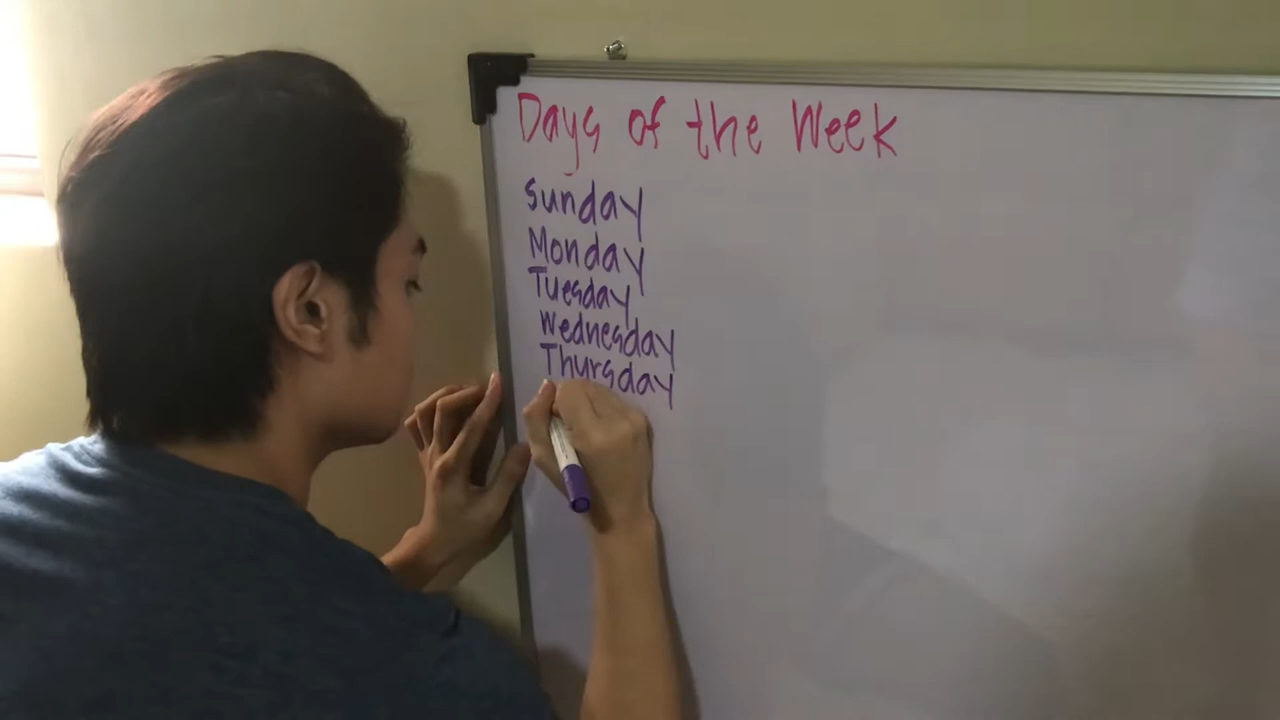 Days of the Week
Sunday
Monday
Tuesday
Wednesday
Thursday